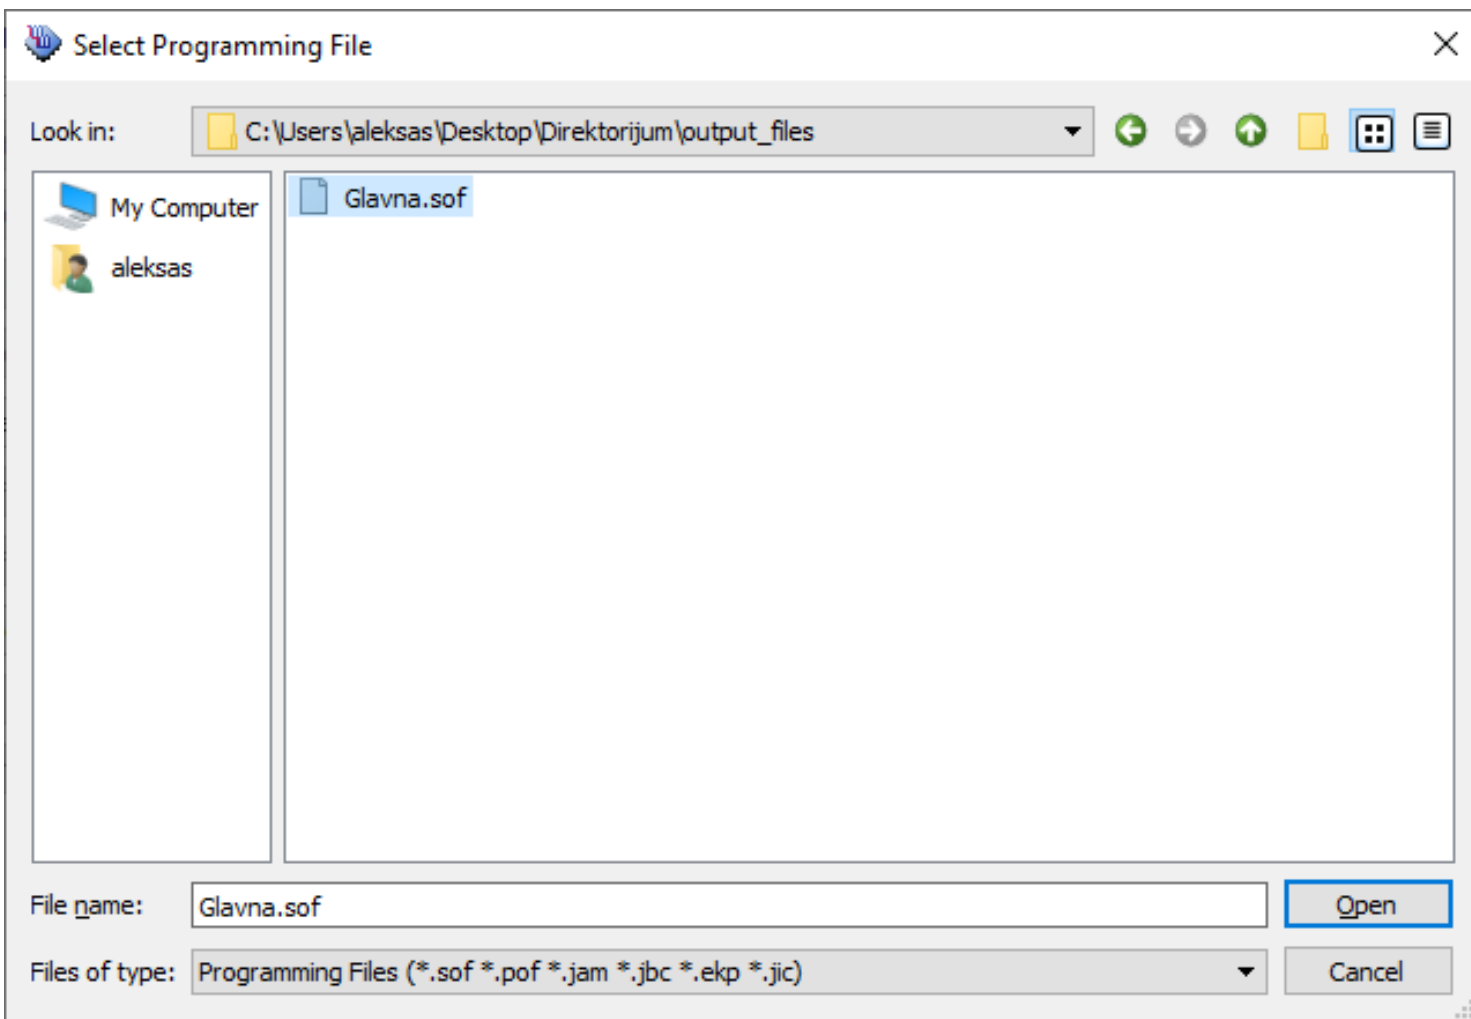 Select Programming File
Look in: C:\Users\aleksas\Desktop\Direktorijum\output_files
My Computer
aleksas
Glavna.sof
File name: Glavna.sof Open
Files of type: Programming Files (*.sof *.pof *.jam *.jbc *.ekp *.jic) Cancel